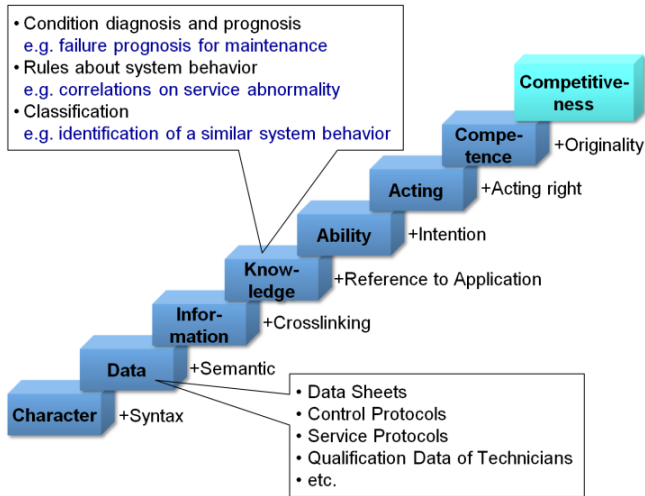 • Condition diagnosis and prognosis
e.g. failure prognosis for maintenance
• Rules about system behavior
e.g. correlations on service abnormality
• Classification
e.g. identification of a similar system behavior
Competitive-
ness
Compe-
tence
+Originality
Acting
+Acting right
Ability
+Intention
Know-
ledge
+Reference to Application
Infor-
mation
+Crosslinking
Data
+Semantic
Character
+Syntax
• Data Sheets
• Control Protocols
• Service Protocols
• Qualification Data of Technicians
• etc.